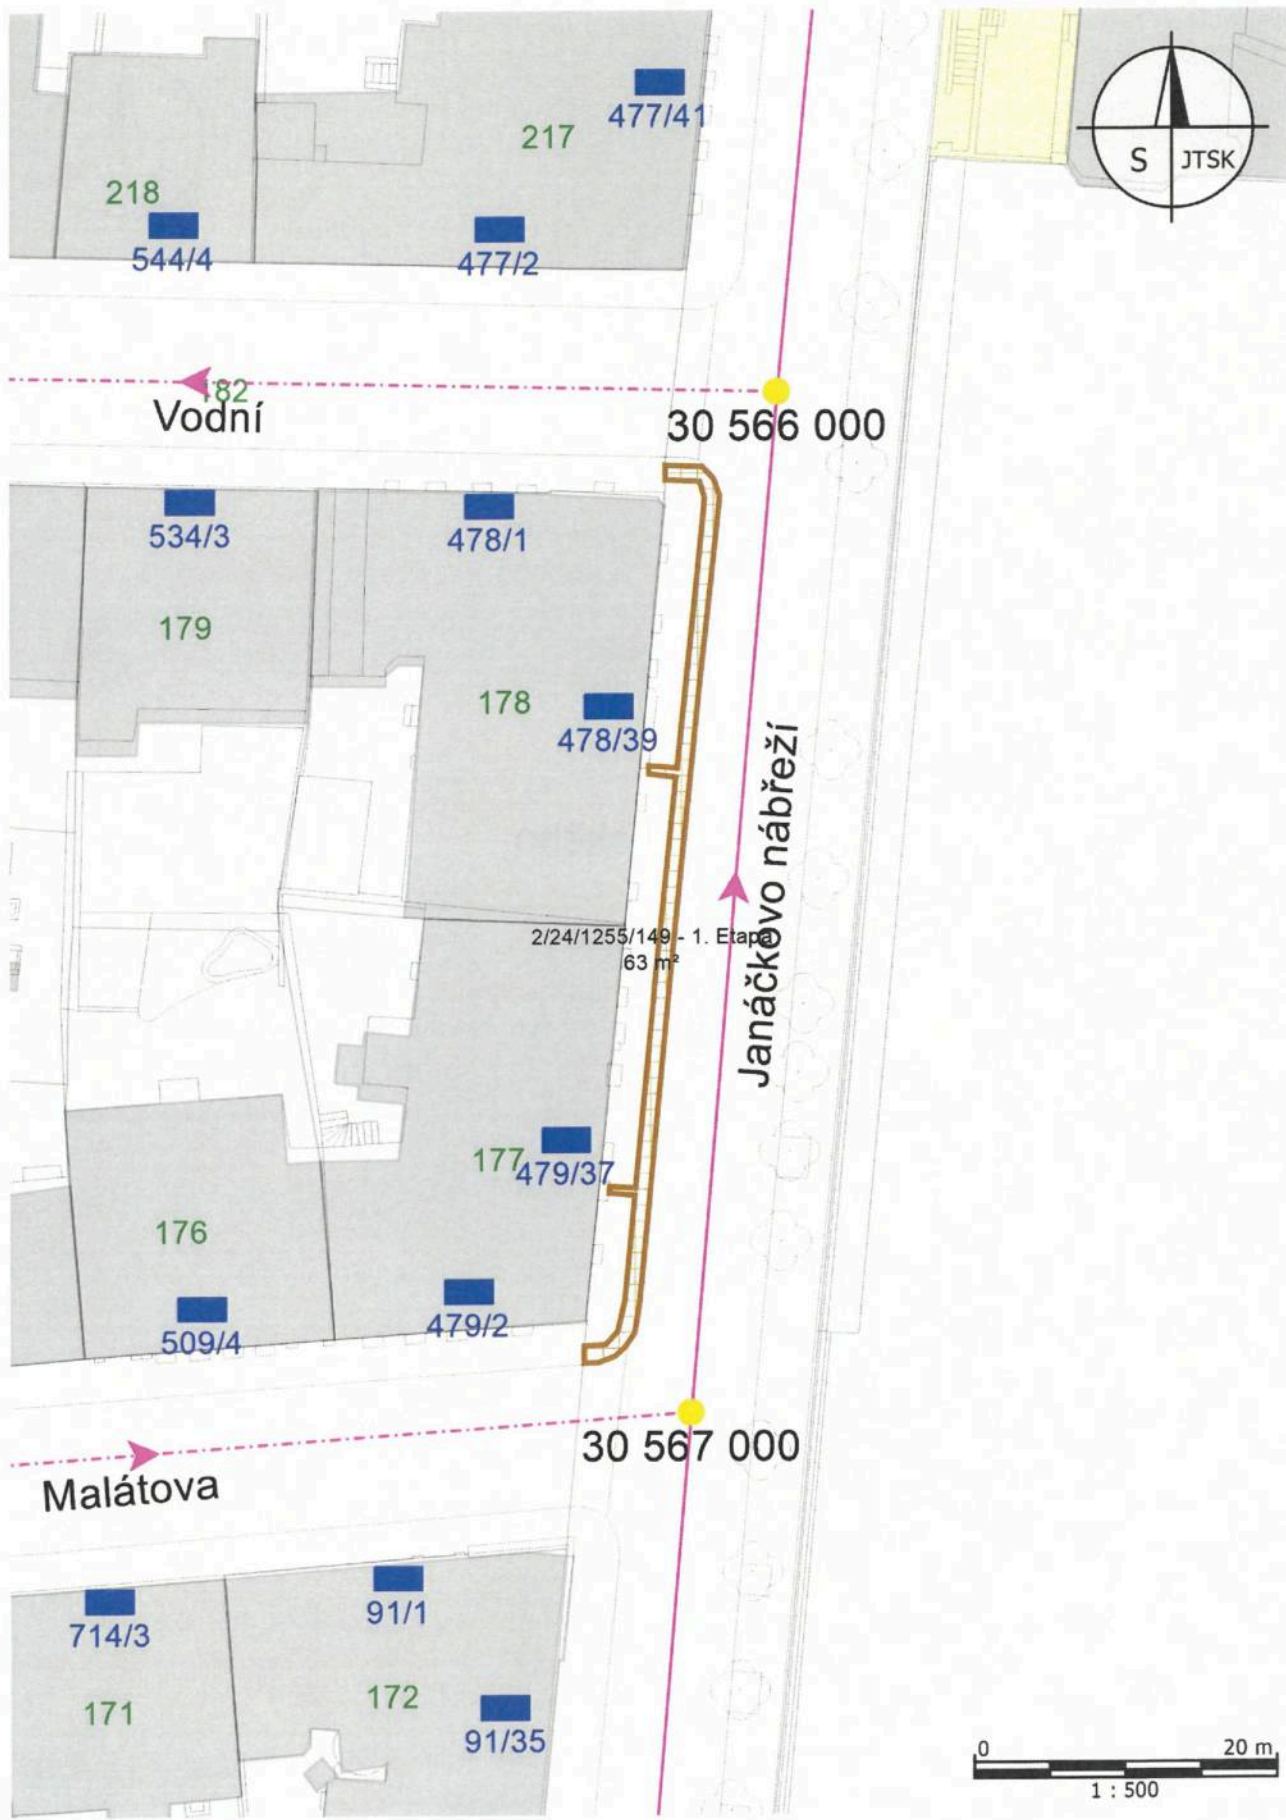 477/41
217
218
544/4
477/2
S JTSK
182
Vodní
30 566 000
534/3
478/1
179
178
478/39
Janáčkovo nábřeží
2/24/1255/149 - 1. Etapa
63 m²
177
479/37
176
479/2
509/4
30 567 000
Malátova
714/3
91/1
171
172
91/35
0 20 m
1 : 500